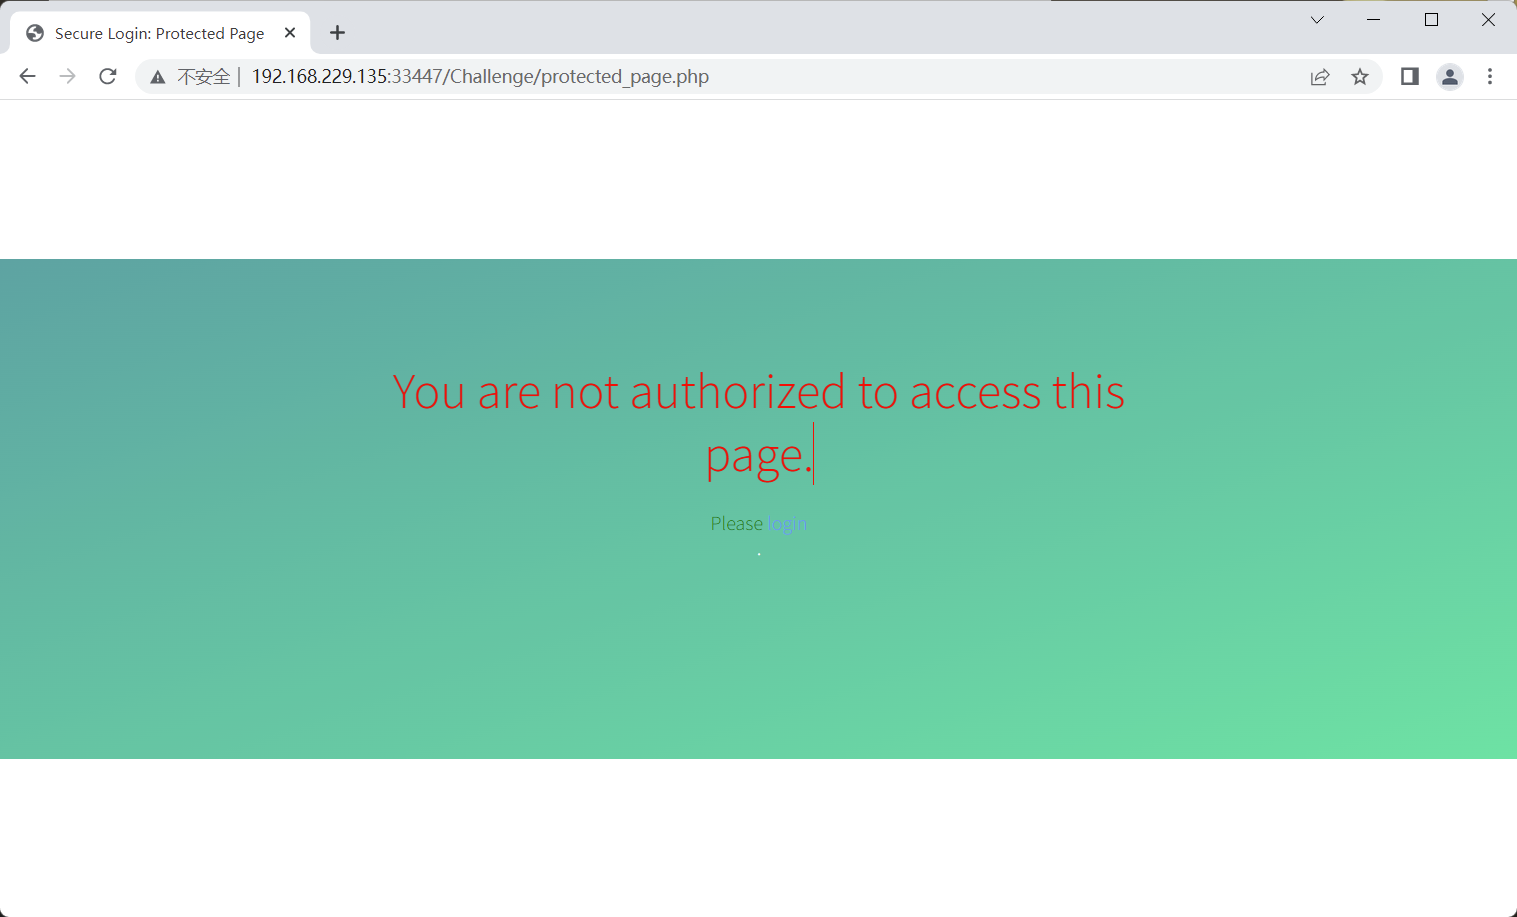 Secure Login: Protected Page
不安全 | 192.168.229.135:33447/Challenge/protected_page.php
You are not authorized to access this
page.
Please login
.